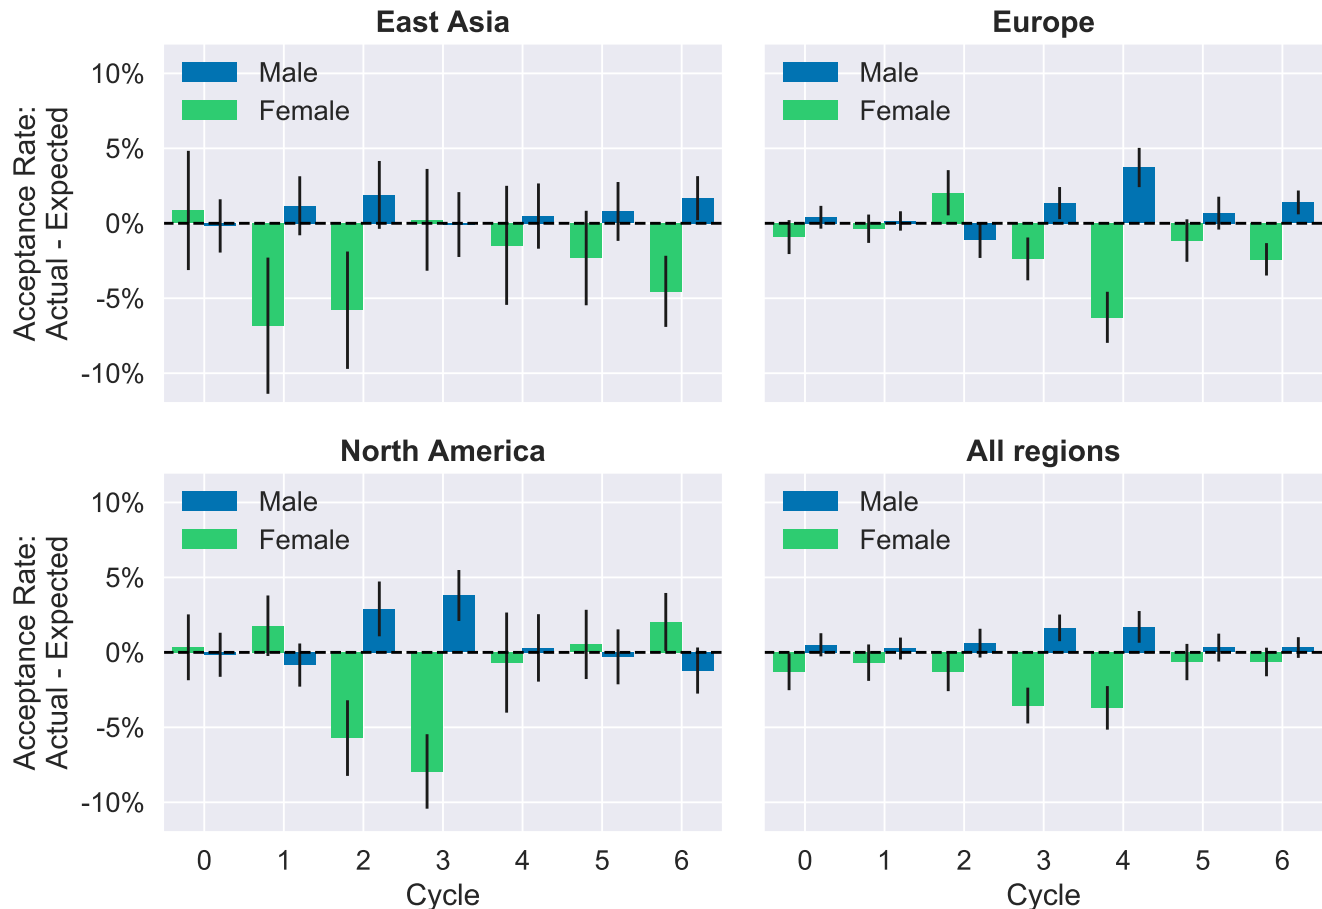 East Asia
Europe
Acceptance Rate:
Actual - Expected
10%
5%
0%
-5%
-10%
Male
Female
Male
Female
North America
All regions
Acceptance Rate:
Actual - Expected
10%
5%
0%
-5%
-10%
Male
Female
Male
Female
0 1 2 3 4 5 6
0 1 2 3 4 5 6
Cycle
Cycle